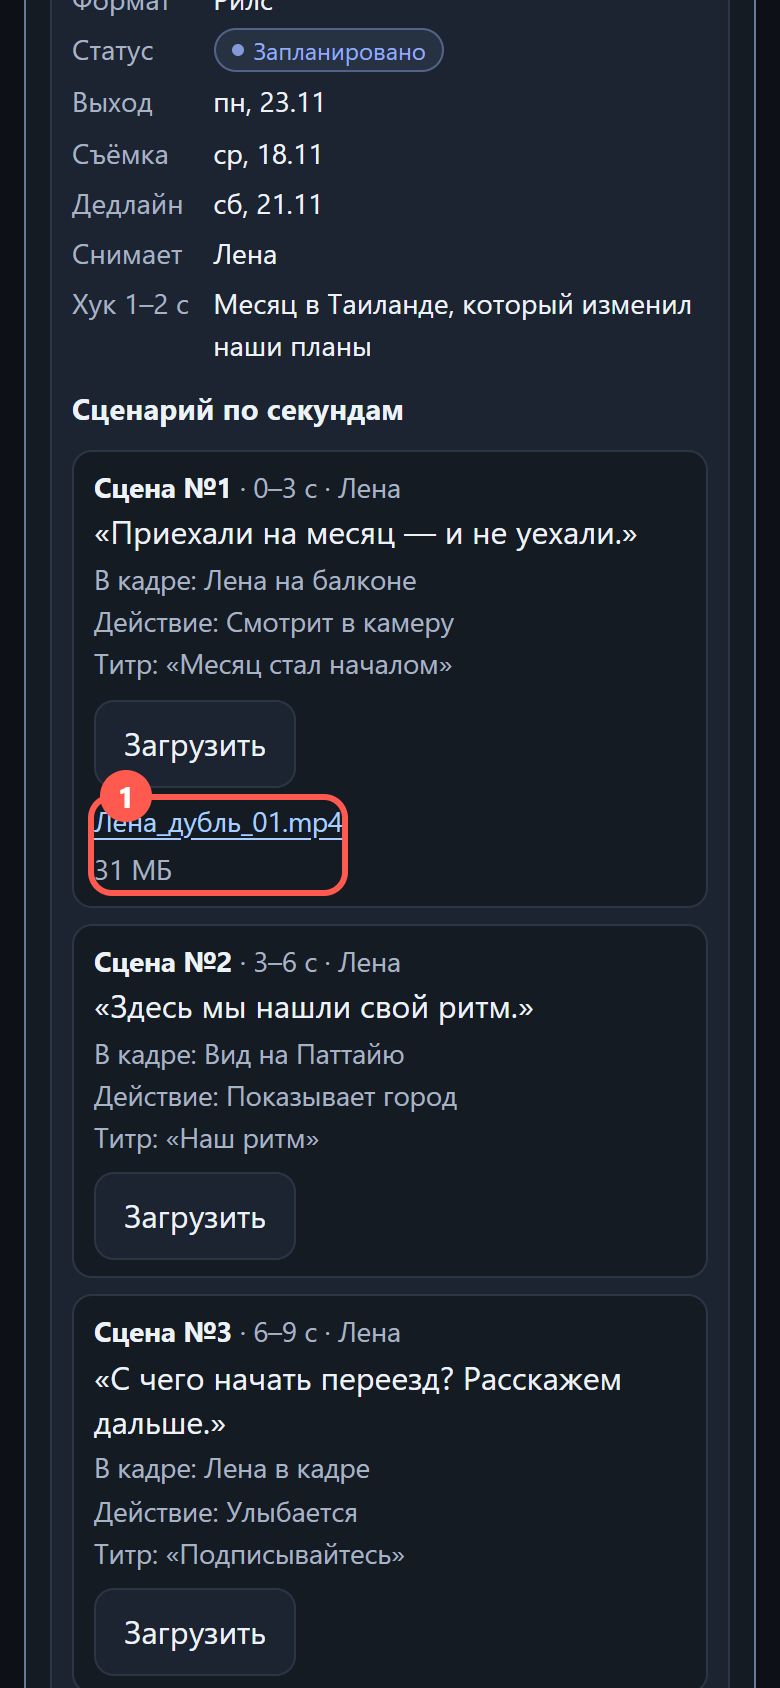 Формат Рилс
Статус Запланировано
Выход пн, 23.11
Съёмка ср, 18.11
Дедлайн сб, 21.11
Снимает Лена
Хук 1–2 с Месяц в Таиланде, который изменил
наши планы
Сценарий по секундам
Сцена №1 · 0–3 с · Лена
«Приехали на месяц — и не уехали.»
В кадре: Лена на балконе
Действие: Смотрит в камеру
Титр: «Месяц стал началом»
Загрузить
1
Лена_дубль_01.mp4
31 МБ
Сцена №2 · 3–6 с · Лена
«Здесь мы нашли свой ритм.»
В кадре: Вид на Паттайю
Действие: Показывает город
Титр: «Наш ритм»
Загрузить
Сцена №3 · 6–9 с · Лена
«С чего начать переезд? Расскажем
дальше.»
В кадре: Лена в кадре
Действие: Улыбается
Титр: «Подписывайтесь»
Загрузить